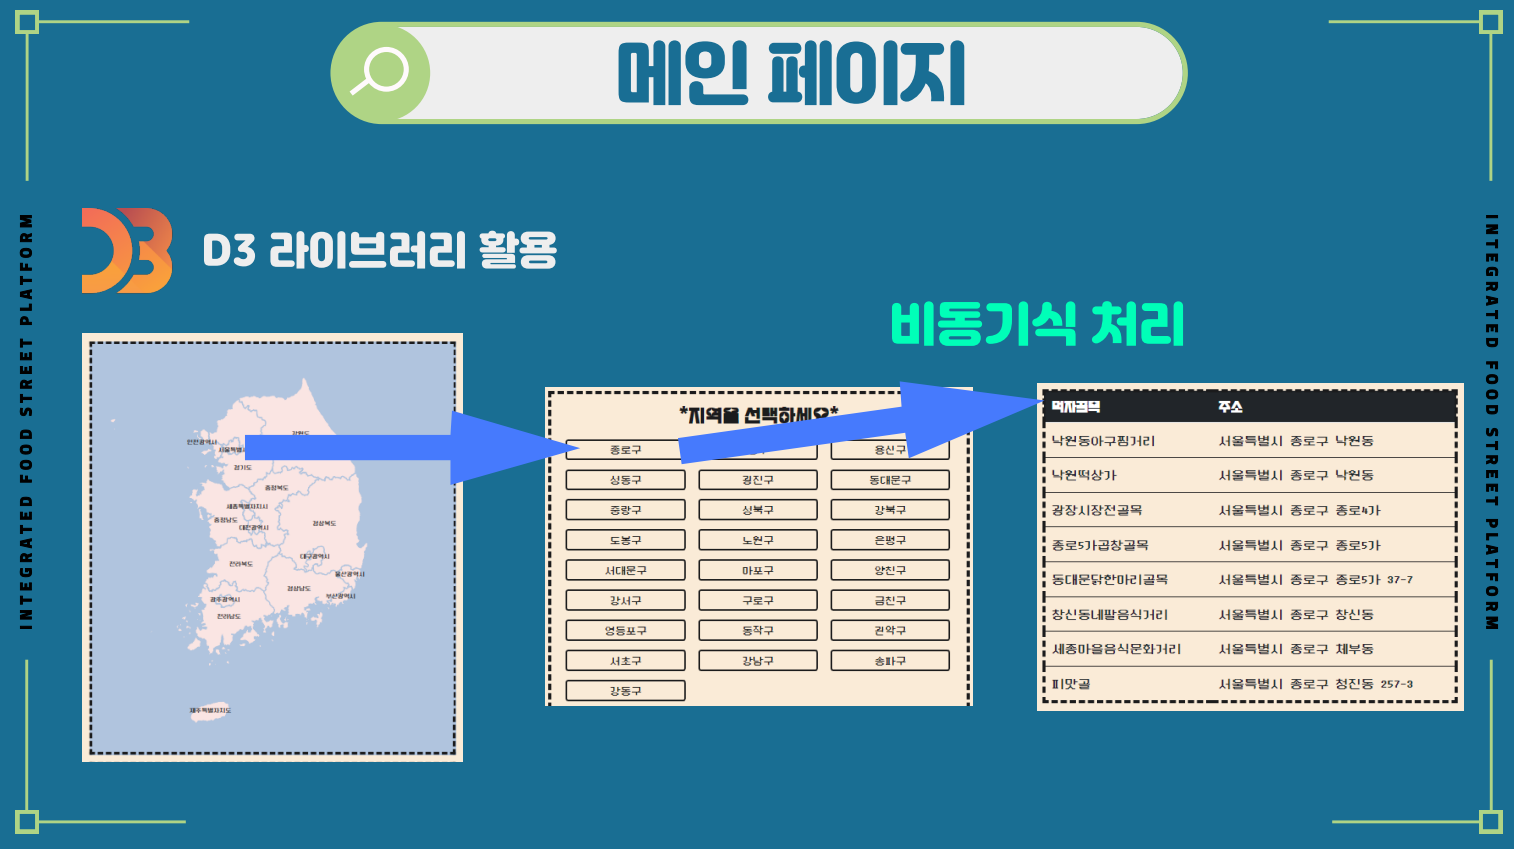 메인 페이지
INTEGRATED FOOD STREET PLATFORM
INTEGRATED FOOD STREET PLATFORM
D3
D3 라이브러리 활용
비동기식 처리
강원도
인천광역시
서울특별시
경기도
충청북도
세종특별자치시
충청남도
대전광역시
경상북도
대구광역시
전라북도
울산광역시
경상남도
부산광역시
광주광역시
전라남도
제주특별자치도
*지역을 선택하세요*
종로구 용산구
성동구 광진구 동대문구
중랑구 성북구 강북구
도봉구 노원구 은평구
서대문구 마포구 양천구
강서구 구로구 금천구
영등포구 동작구 관악구
서초구 강남구 송파구
강동구
먹자골목 주소
낙원동아구찜거리 서울특별시 종로구 낙원동
낙원떡상가 서울특별시 종로구 낙원동
광장시장전골목 서울특별시 종로구 종로4가
종로5가곱창골목 서울특별시 종로구 종로5가
동대문닭한마리골목 서울특별시 종로구 종로5가 37-7
창신동네팔음식거리 서울특별시 종로구 창신동
세종마을음식문화거리 서울특별시 종로구 체부동
피맛골 서울특별시 종로구 청진동 257-3